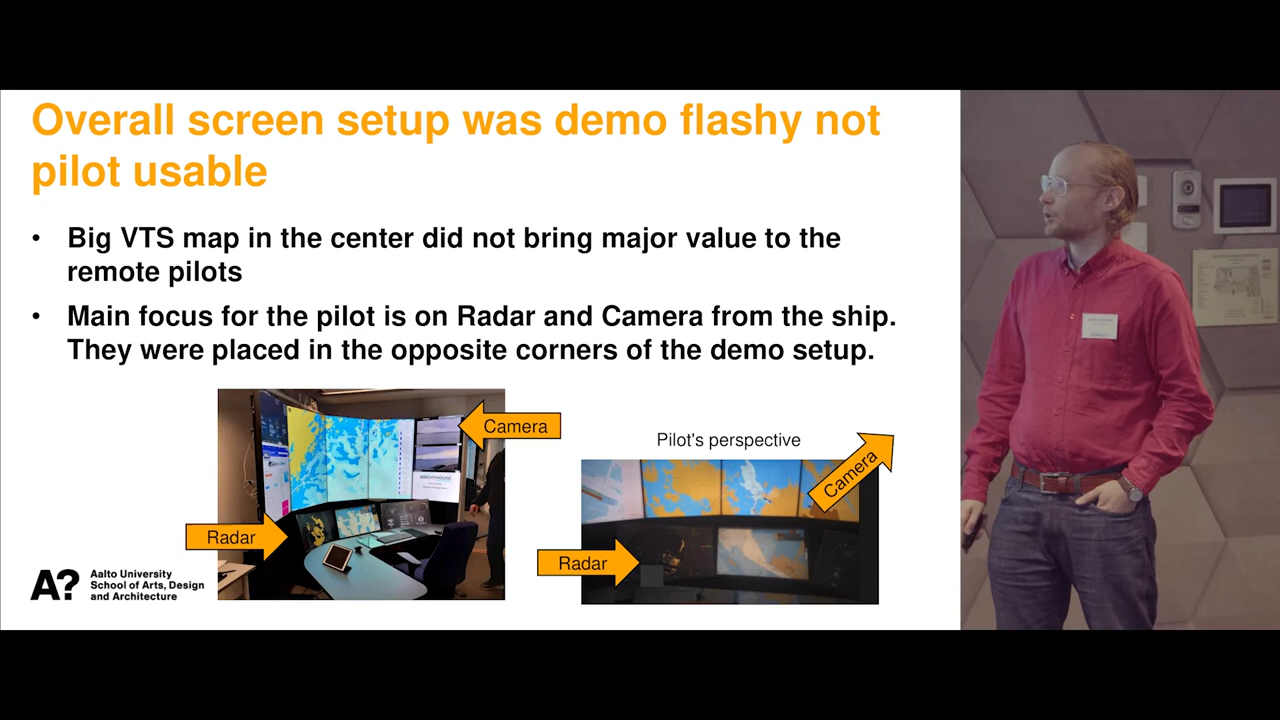 Overall screen setup was demo flashy not
pilot usable
• Big VTS map in the center did not bring major value to the
remote pilots
• Main focus for the pilot is on Radar and Camera from the ship.
They were placed in the opposite corners of the demo setup.
Camera
Radar
Pilot's perspective
Camera
Radar
A?
Aalto University
School of Arts, Design
and Architecture